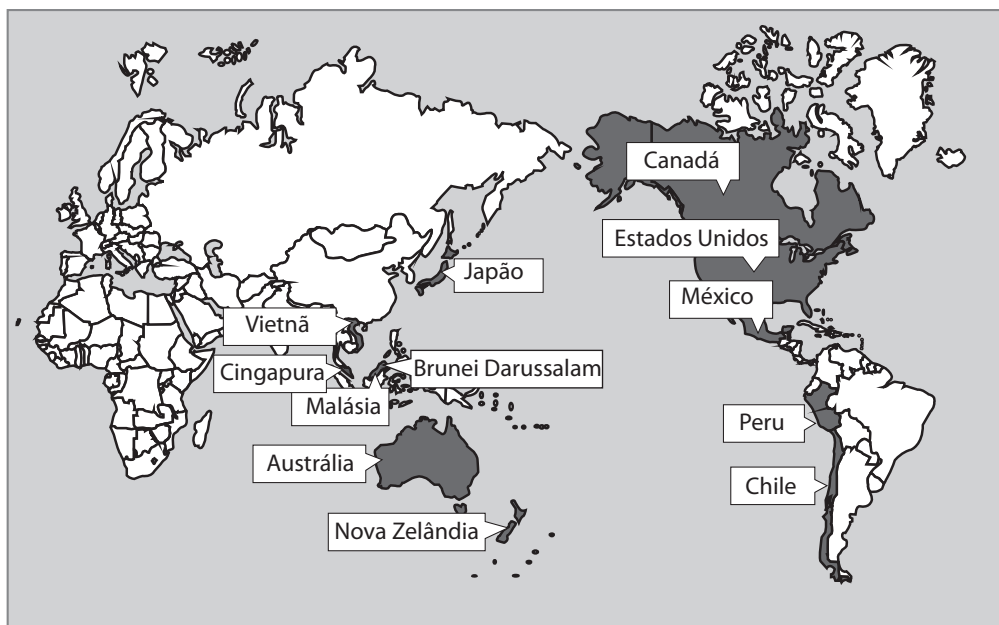 Canadá
Estados Unidos
Japão
México
Vietnã
Cingapura
Brunei Darussalam
Malásia
Peru
Austrália
Chile
Nova Zelândia